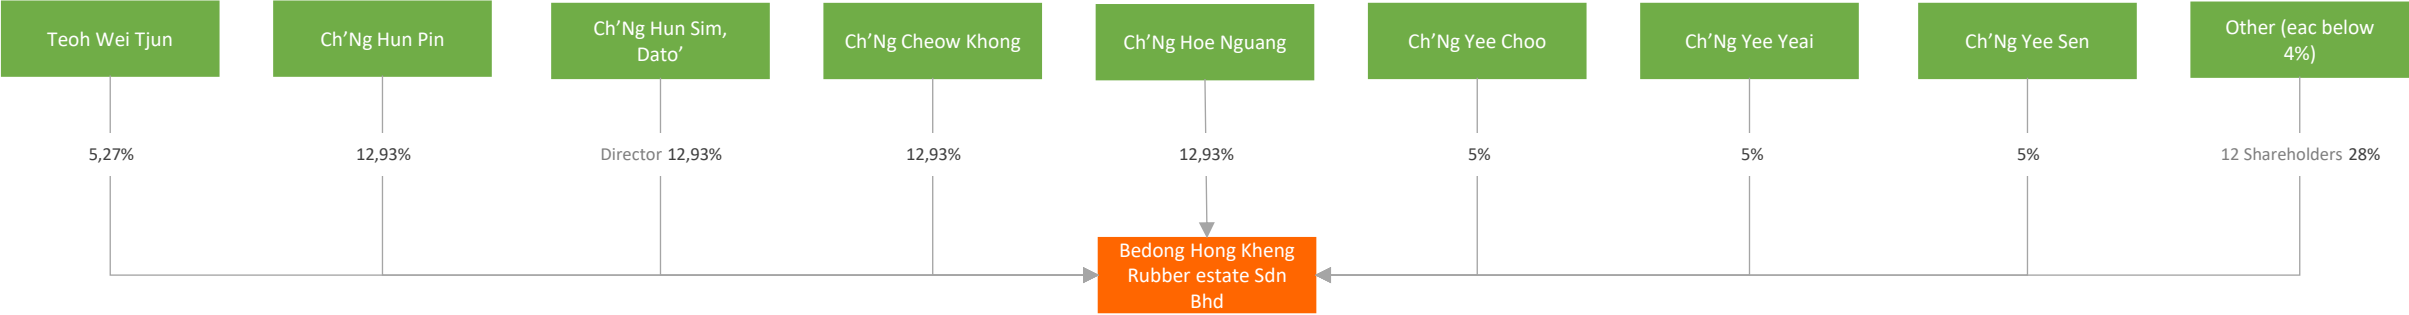 Teoh Wei Tjun
Ch’Ng Hun Pin
Ch’Ng Hun Sim,
Dato’
Ch’Ng Cheow Khong
Ch’Ng Hoe Nguang
Ch’Ng Yee Choo
Ch’Ng Yee Yeai
Ch’Ng Yee Sen
Other (eac below
4%)
5,27%
12,93%
Director 12,93%
12,93%
12,93%
5%
5%
5%
12 Shareholders 28%
Bedong Hong Kheng
Rubber estate Sdn
Bhd